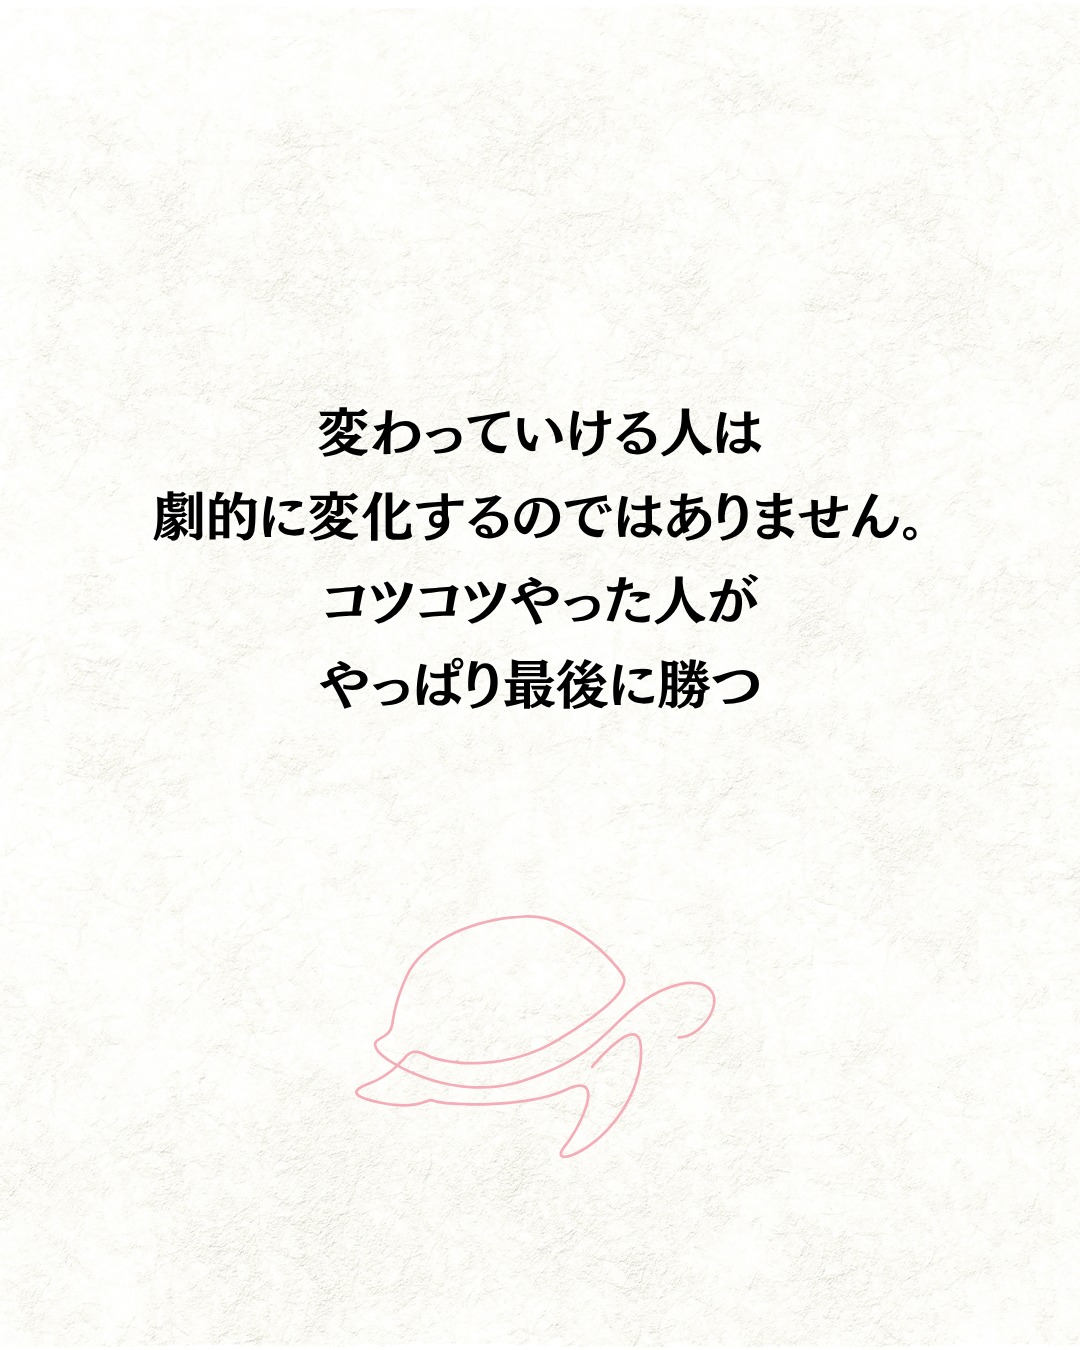 変わっていける人は
劇的に変化するのではありません。
コツコツやった人が
やっぱり最後に勝つ